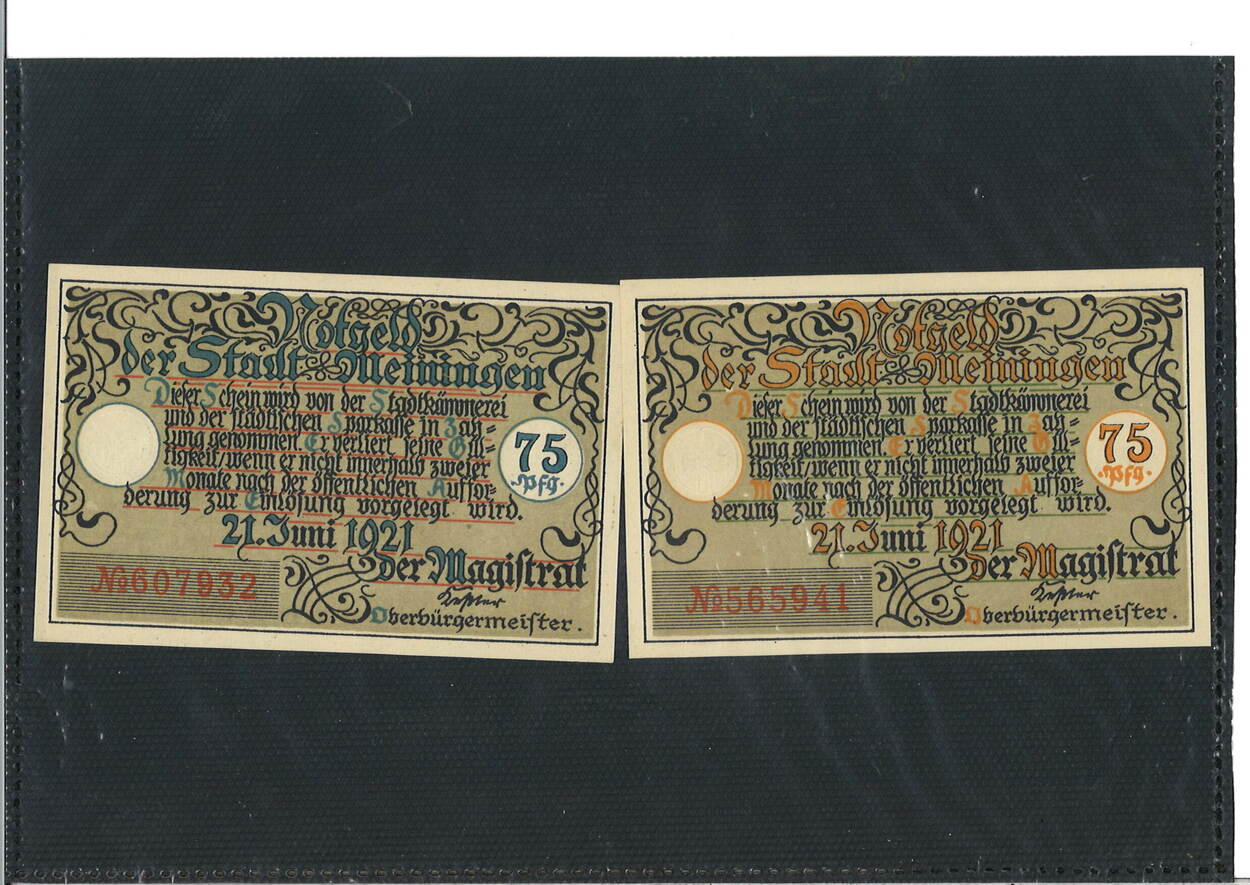 Notgeld
der Stadt Meiningen
Dieser Schein wird von der Stadtkämmerei
und der städtischen Sparkasse in Zah-
lung genommen Er verliert seine Gül-
tigkeit/wenn er nicht innerhalb zweier
Monate nach der öffentlichen Auffor-
derung zur Einlösung vorgelegt wird.
75
Pfg.
21. Juni 1921
Der Magistrat
Keßler
Oberbürgermeister.
№607932
Notgeld
der Stadt Meiningen
Dieser Schein wird von der Stadtkämmerei
und der städtischen Sparkasse in Zah-
lung genommen Er verliert seine Gül-
tigkeit/wenn er nicht innerhalb zweier
Monate nach der öffentlichen Auffor-
derung zur Einlösung vorgelegt wird.
75
Pfg.
21. Juni 1921
Der Magistrat
Keßler
Oberbürgermeister.
№565941